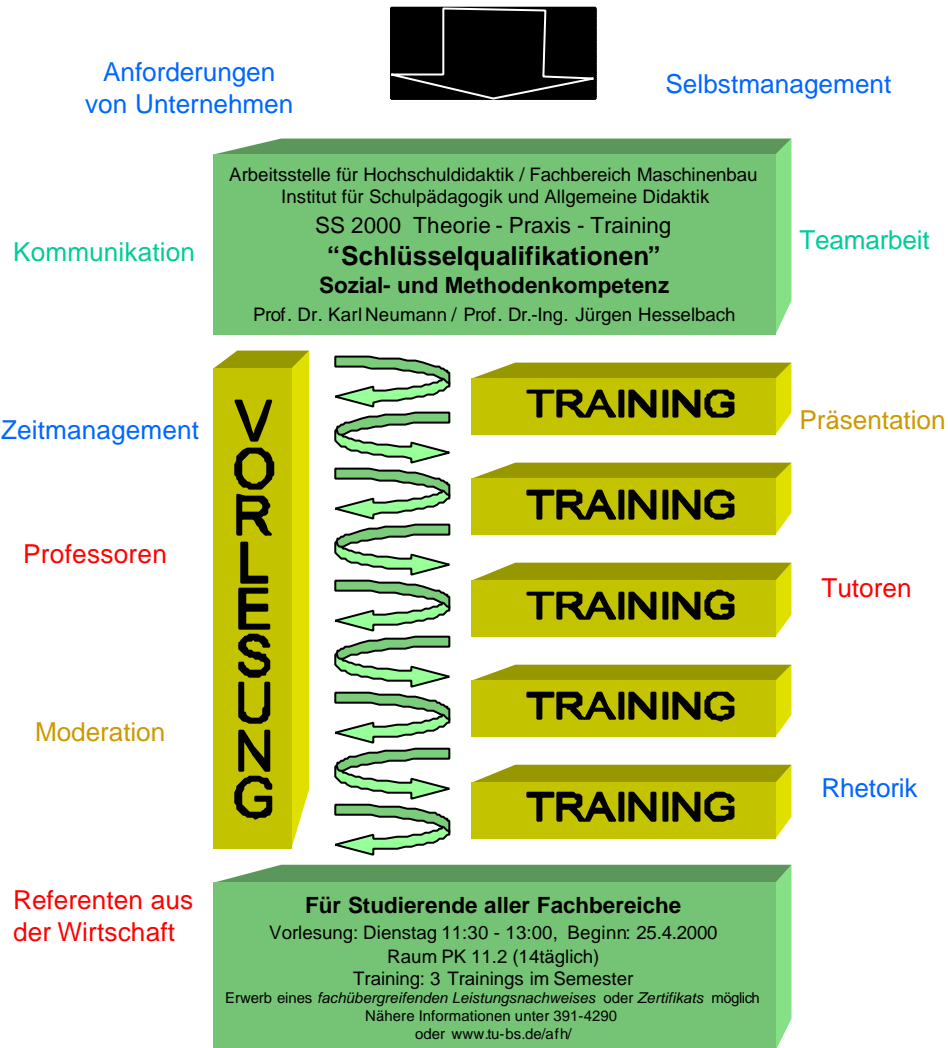 Anforderungen
von Unternehmen
Selbstmanagement
Arbeitsstelle für Hochschuldidaktik / Fachbereich Maschinenbau
Institut für Schulpädagogik und Allgemeine Didaktik
SS 2000 Theorie - Praxis - Training
“Schlüsselqualifikationen”
Sozial- und Methodenkompetenz
Prof. Dr. Karl Neumann / Prof. Dr.-Ing. Jürgen Hesselbach
Kommunikation
Teamarbeit
VORLESUNG
TRAINING
Zeitmanagement
Präsentation
TRAINING
Professoren
TRAINING
Tutoren
Moderation
TRAINING
TRAINING
Rhetorik
Referenten aus
der Wirtschaft
Für Studierende aller Fachbereiche
Vorlesung: Dienstag 11:30 - 13:00, Beginn: 25.4.2000
Raum PK 11.2 (14täglich)
Training: 3 Trainings im Semester
Erwerb eines fachübergreifenden Leistungsnachweises oder Zertifikats möglich
Nähere Informationen unter 391-4290
oder www.tu-bs.de/afh/